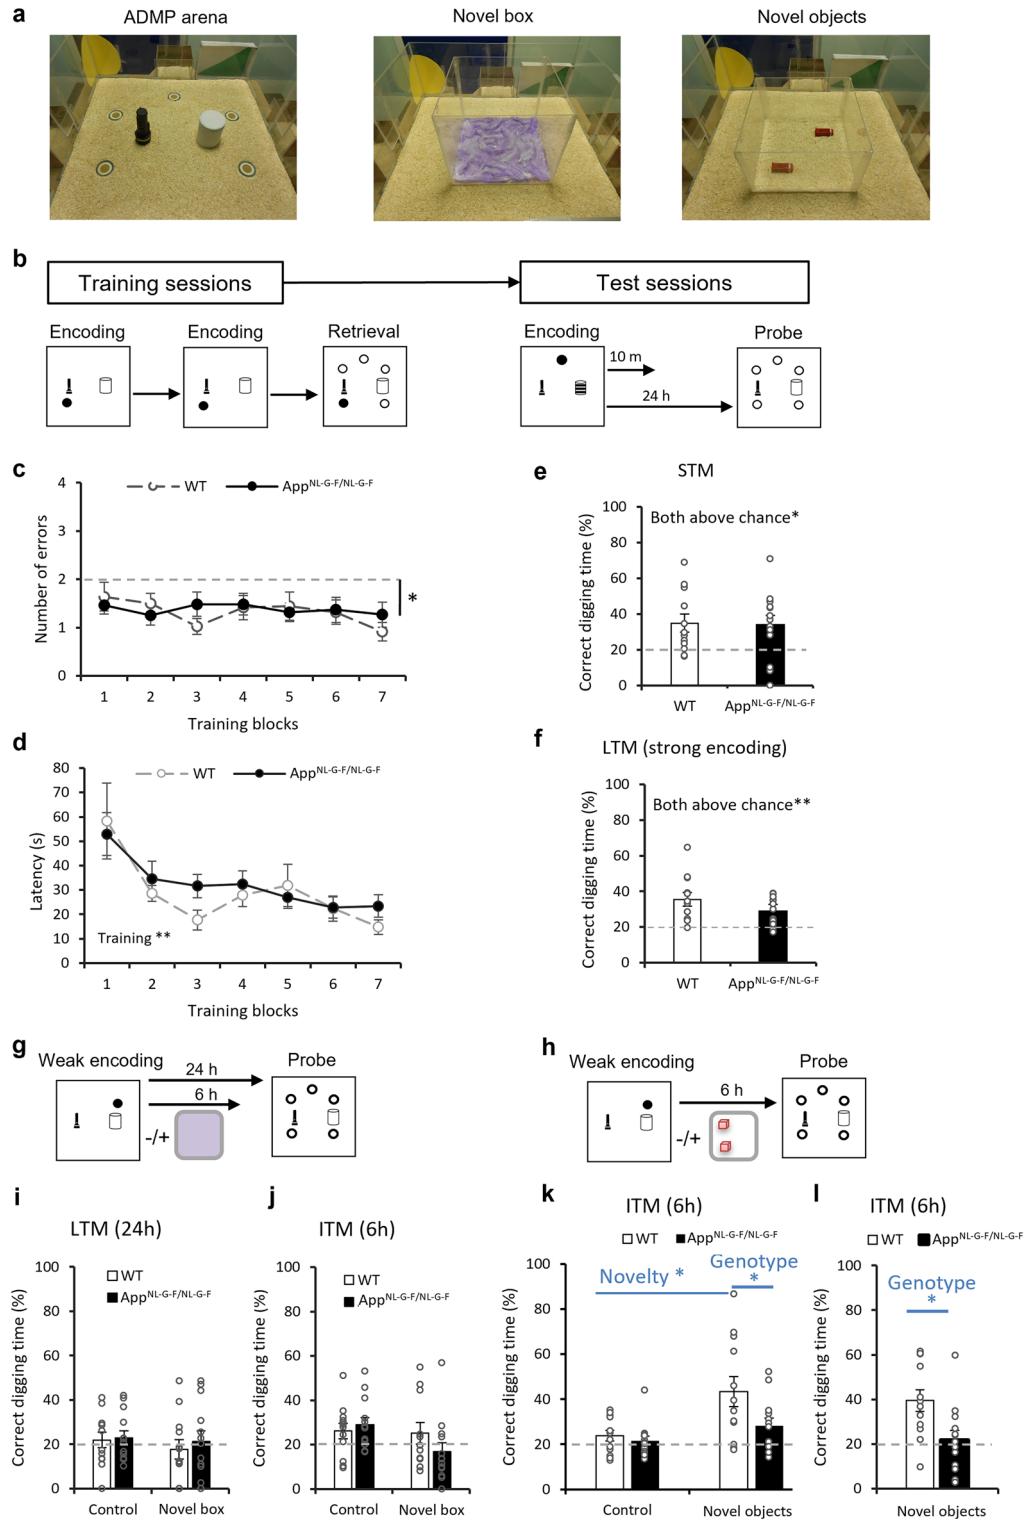 a
ADMP arena
Novel box
Novel objects
b
Training sessions
Test sessions
Encoding
Encoding
Retrieval
Encoding
Probe
10 m
24 h
c
4
3
2
1
0
Number of errors
WT
App^NL-G-F/NL-G-F
*
1 2 3 4 5 6 7
Training blocks
d
80
70
60
50
40
30
20
10
0
Latency (s)
WT
App^NL-G-F/NL-G-F
Training **
1 2 3 4 5 6 7
Training blocks
e
STM
Both above chance*
100
80
60
40
20
0
Correct digging time (%)
WT
App^NL-G-F/NL-G-F
f
LTM (strong encoding)
Both above chance**
100
80
60
40
20
0
Correct digging time (%)
WT
App^NL-G-F/NL-G-F
g
Weak encoding
24 h
6 h
-/+
Probe
h
Weak encoding
6 h
-/+
Probe
i
LTM (24h)
WT
App^NL-G-F/NL-G-F
100
80
60
40
20
0
Correct digging time (%)
Control
Novel box
j
ITM (6h)
WT
App^NL-G-F/NL-G-F
100
80
60
40
20
0
Correct digging time (%)
Control
Novel box
k
ITM (6h)
WT
App^NL-G-F/NL-G-F
Novelty *
Genotype
*
100
80
60
40
20
0
Correct digging time (%)
Control
Novel objects
l
ITM (6h)
WT
App^NL-G-F/NL-G-F
Genotype
*
100
80
60
40
20
0
Correct digging time (%)
Novel objects